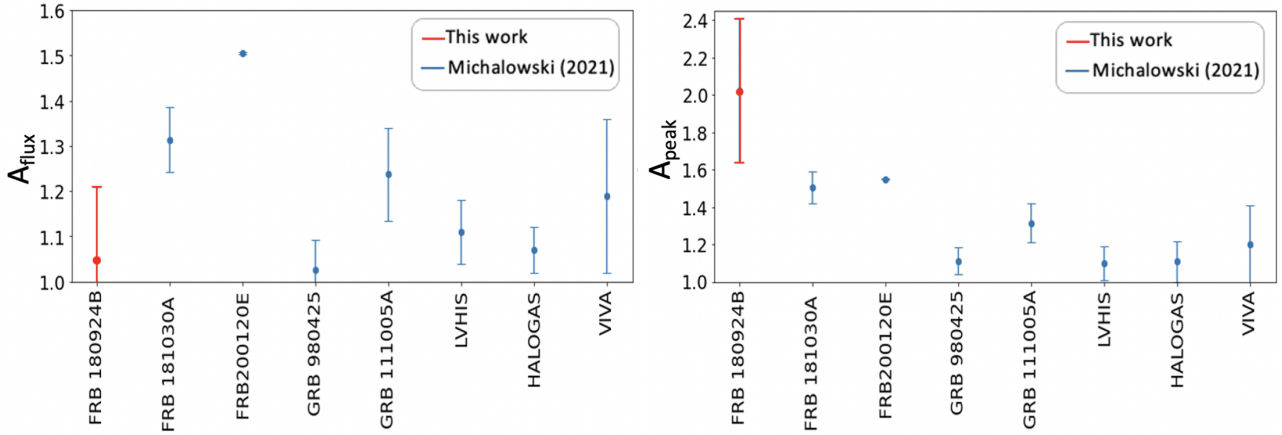 1.6
1.5
1.4
1.3
1.2
1.1
1.0
A_flux
This work
Michalowski (2021)
FRB 180924B
FRB 181030A
FRB200120E
GRB 980425
GRB 111005A
LVHIS
HALOGAS
VIVA
2.4
2.2
2.0
1.8
1.6
1.4
1.2
1.0
A_peak
This work
Michalowski (2021)
FRB 180924B
FRB 181030A
FRB200120E
GRB 980425
GRB 111005A
LVHIS
HALOGAS
VIVA